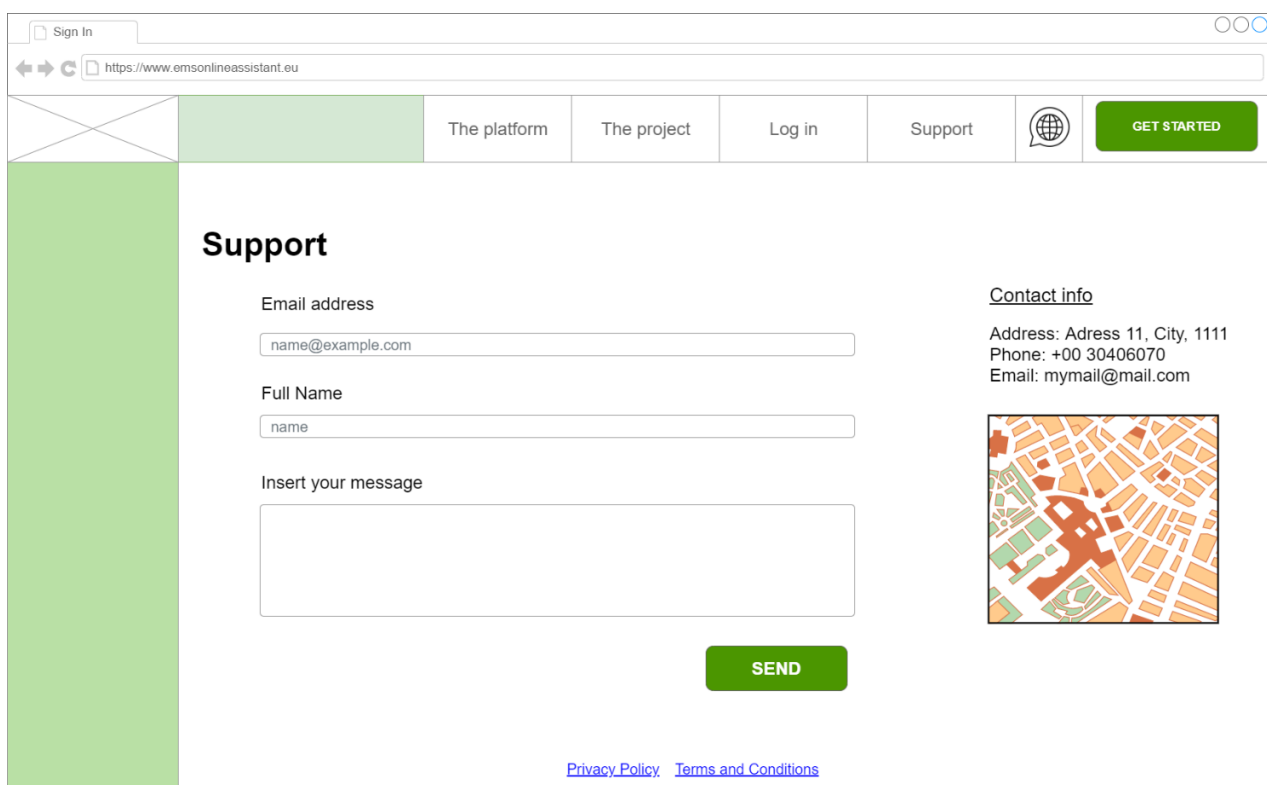 Sign In
https://www.emsonlineassistant.eu
The platform
The project
Log in
Support
GET STARTED
Support
Email address
name@example.com
Full Name
name
Insert your message
SEND
Contact info
Address: Adress 11, City, 1111
Phone: +00 30406070
Email: mymail@mail.com
Privacy Policy Terms and Conditions